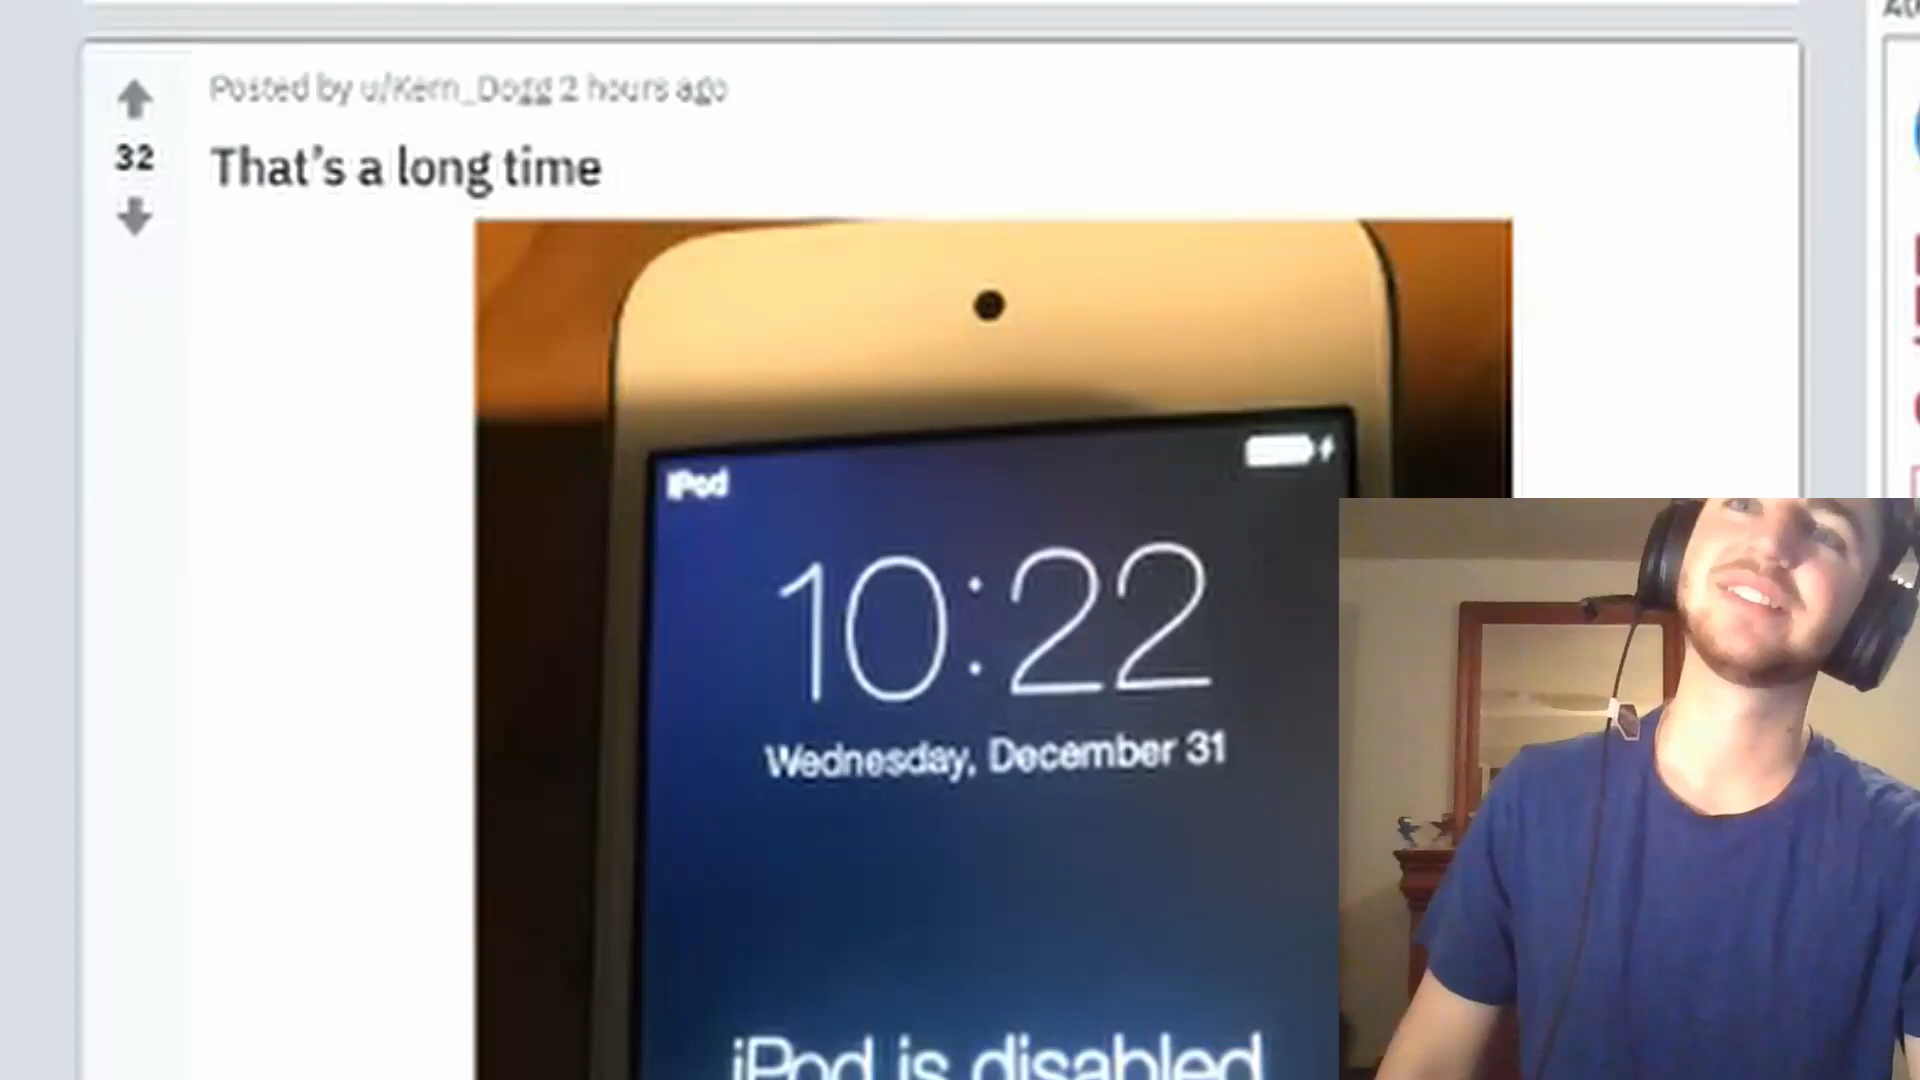 Posted by u/Kern_Dogg 2 hours ago
32
That's a long time
iPod
10:22
Wednesday, December 31
iPod is disabled